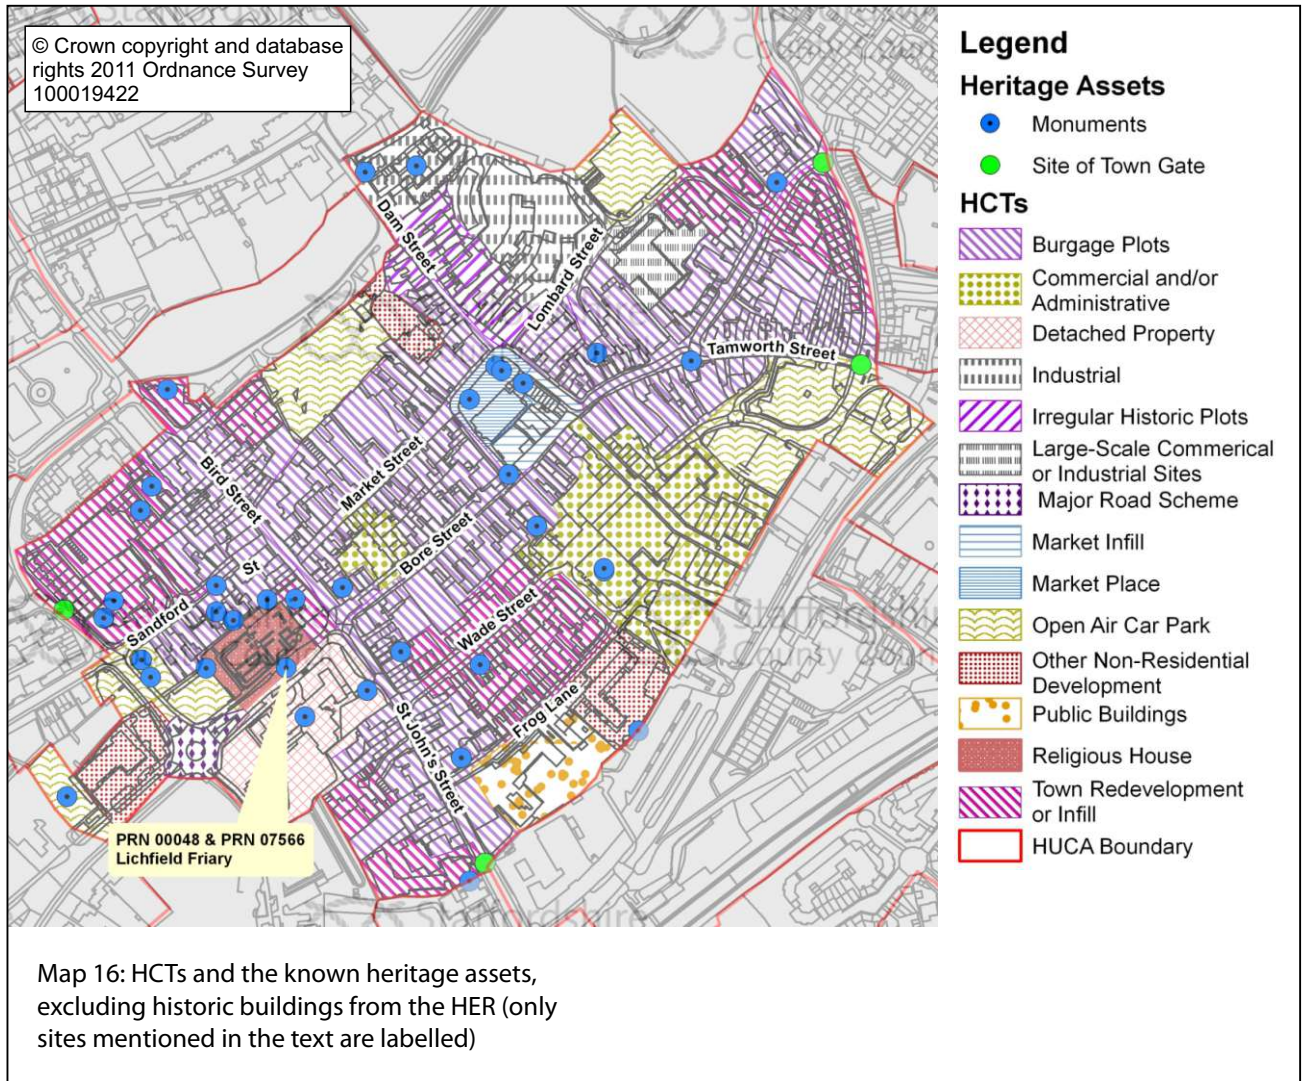 © Crown copyright and database
rights 2011 Ordnance Survey
100019422
Dam Street
Lombard Street
Tamworth Street
Bird Street
Market Street
Bore Street
Sandford
St
Wade Street
Frog Lane
St John's Street
PRN 00048 & PRN 07566
Lichfield Friary
Staffordshire
County Coun
Staffordshire
Legend
Heritage Assets
Monuments
Site of Town Gate
HCTs
Burgage Plots
Commercial and/or
Administrative
Detached Property
Industrial
Irregular Historic Plots
Large-Scale Commerical
or Industrial Sites
Major Road Scheme
Market Infill
Market Place
Open Air Car Park
Other Non-Residential
Development
Public Buildings
Religious House
Town Redevelopment
or Infill
HUCA Boundary
Map 16: HCTs and the known heritage assets,
excluding historic buildings from the HER (only
sites mentioned in the text are labelled)